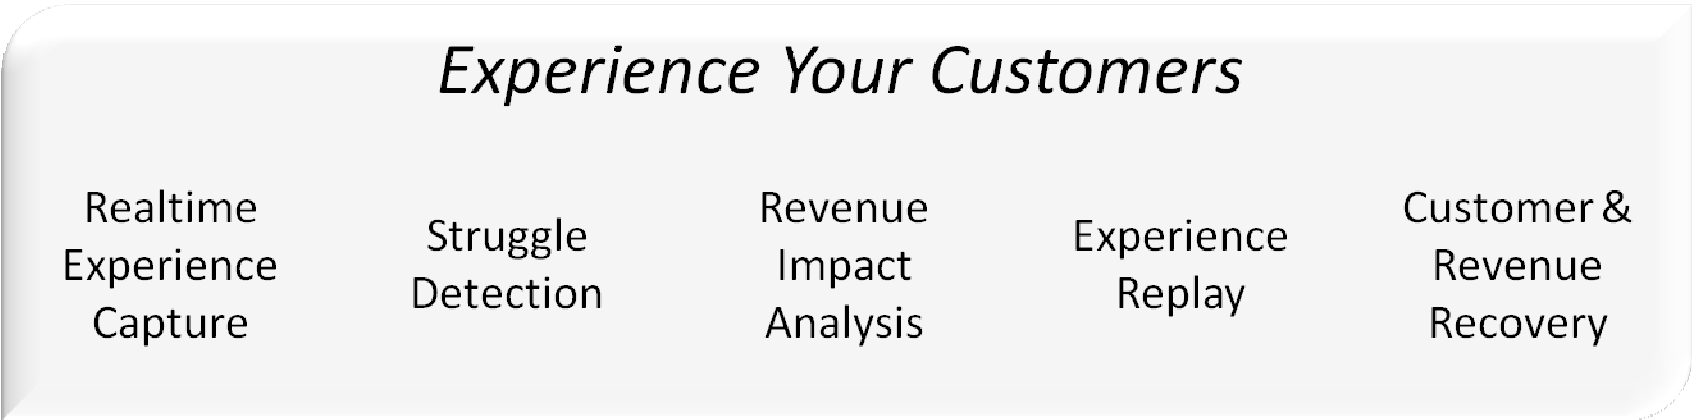 Experience Your Customers
Realtime
Experience
Capture
Struggle
Detection
Revenue
Impact
Analysis
Experience
Replay
Customer &
Revenue
Recovery